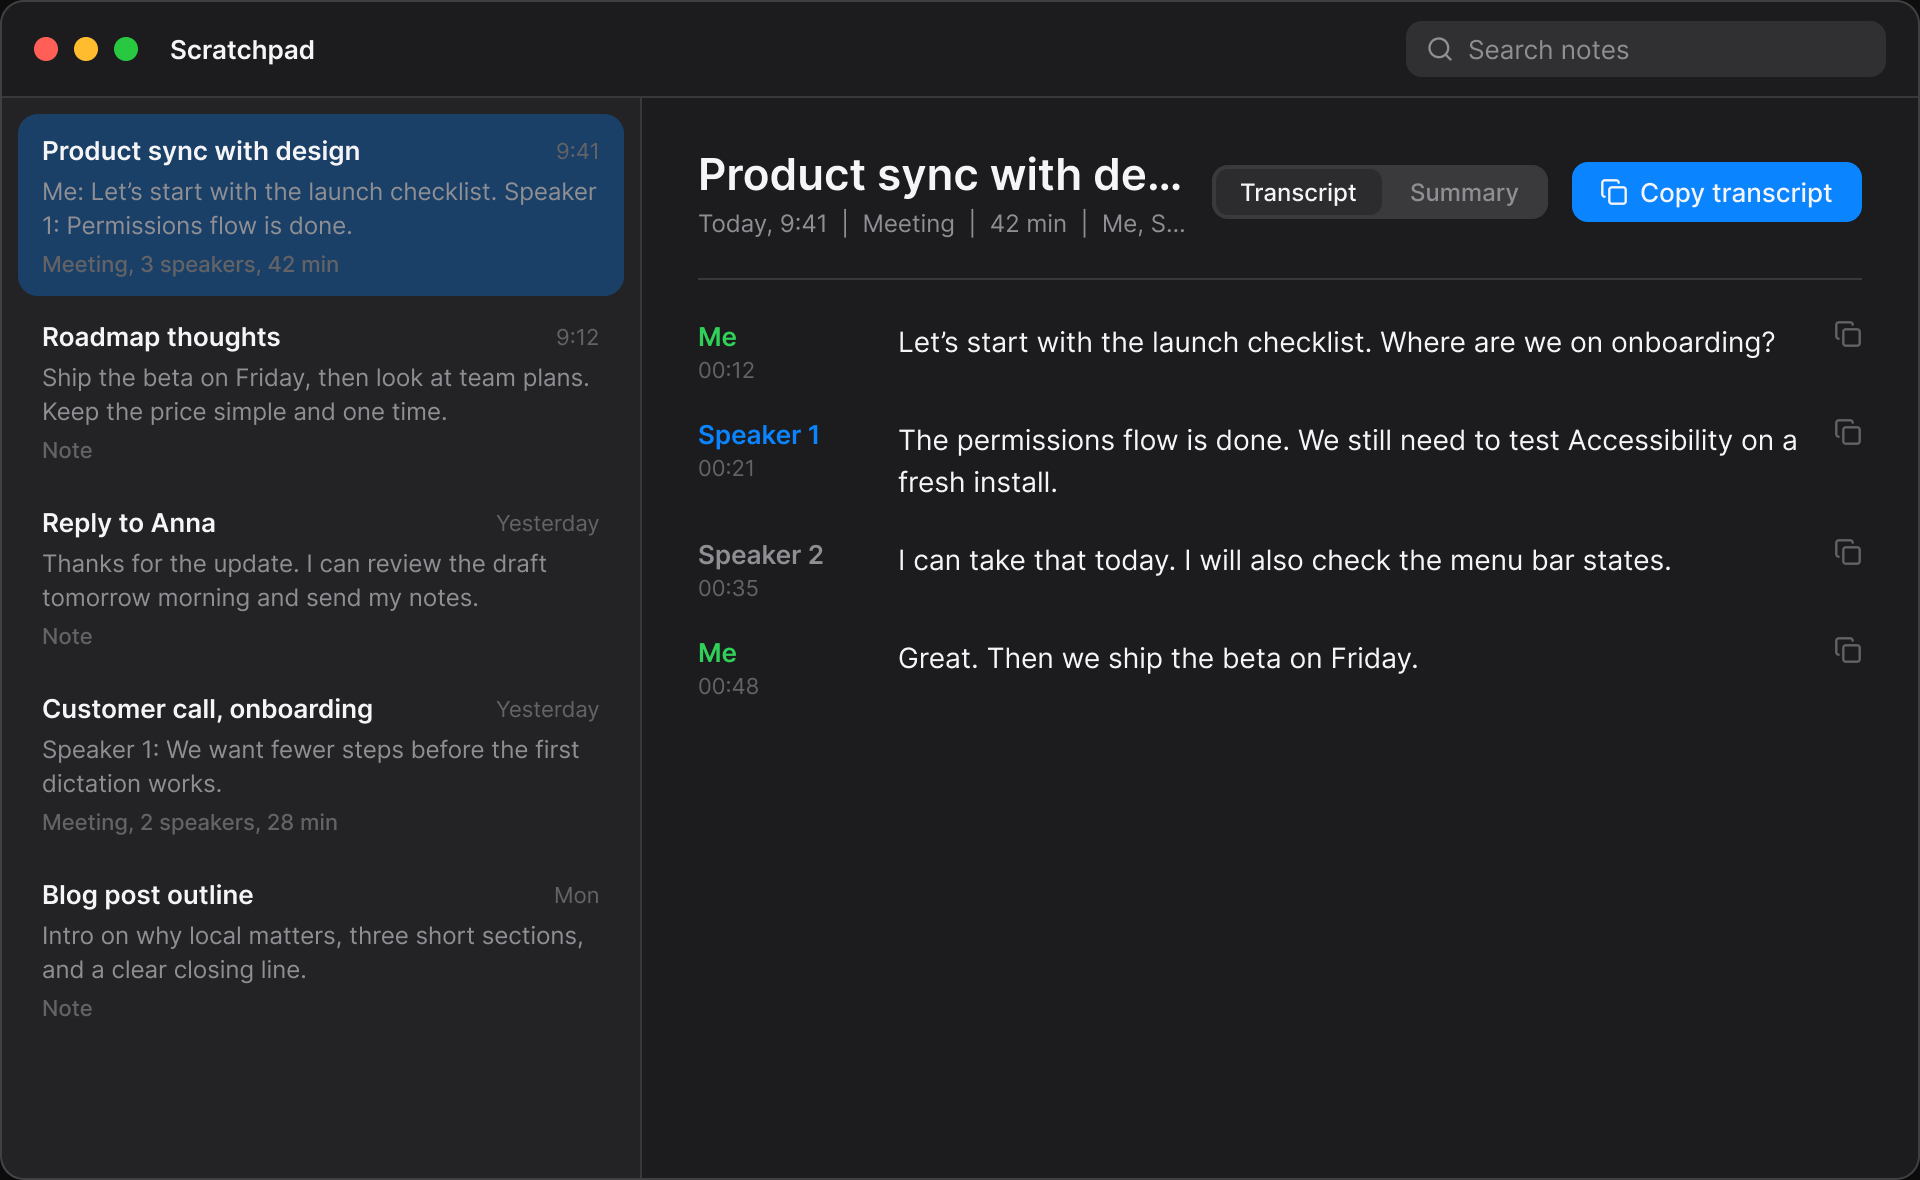 Scratchpad
Search notes
Product sync with design 9:41
Me: Let’s start with the launch checklist. Speaker
1: Permissions flow is done.
Meeting, 3 speakers, 42 min
Roadmap thoughts 9:12
Ship the beta on Friday, then look at team plans.
Keep the price simple and one time.
Note
Reply to Anna Yesterday
Thanks for the update. I can review the draft
tomorrow morning and send my notes.
Note
Customer call, onboarding Yesterday
Speaker 1: We want fewer steps before the first
dictation works.
Meeting, 2 speakers, 28 min
Blog post outline Mon
Intro on why local matters, three short sections,
and a clear closing line.
Note
Product sync with de...
Today, 9:41 | Meeting | 42 min | Me, S...
Transcript Summary
Copy transcript
Me
00:12
Let’s start with the launch checklist. Where are we on onboarding?
Speaker 1
00:21
The permissions flow is done. We still need to test Accessibility on a
fresh install.
Speaker 2
00:35
I can take that today. I will also check the menu bar states.
Me
00:48
Great. Then we ship the beta on Friday.